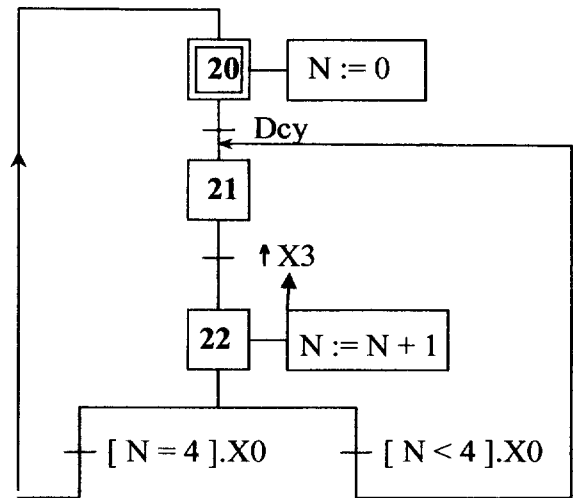 20
N := 0
Dcy
21
↑ X3
22
N := N + 1
[ N = 4 ].X0
[ N < 4 ].X0